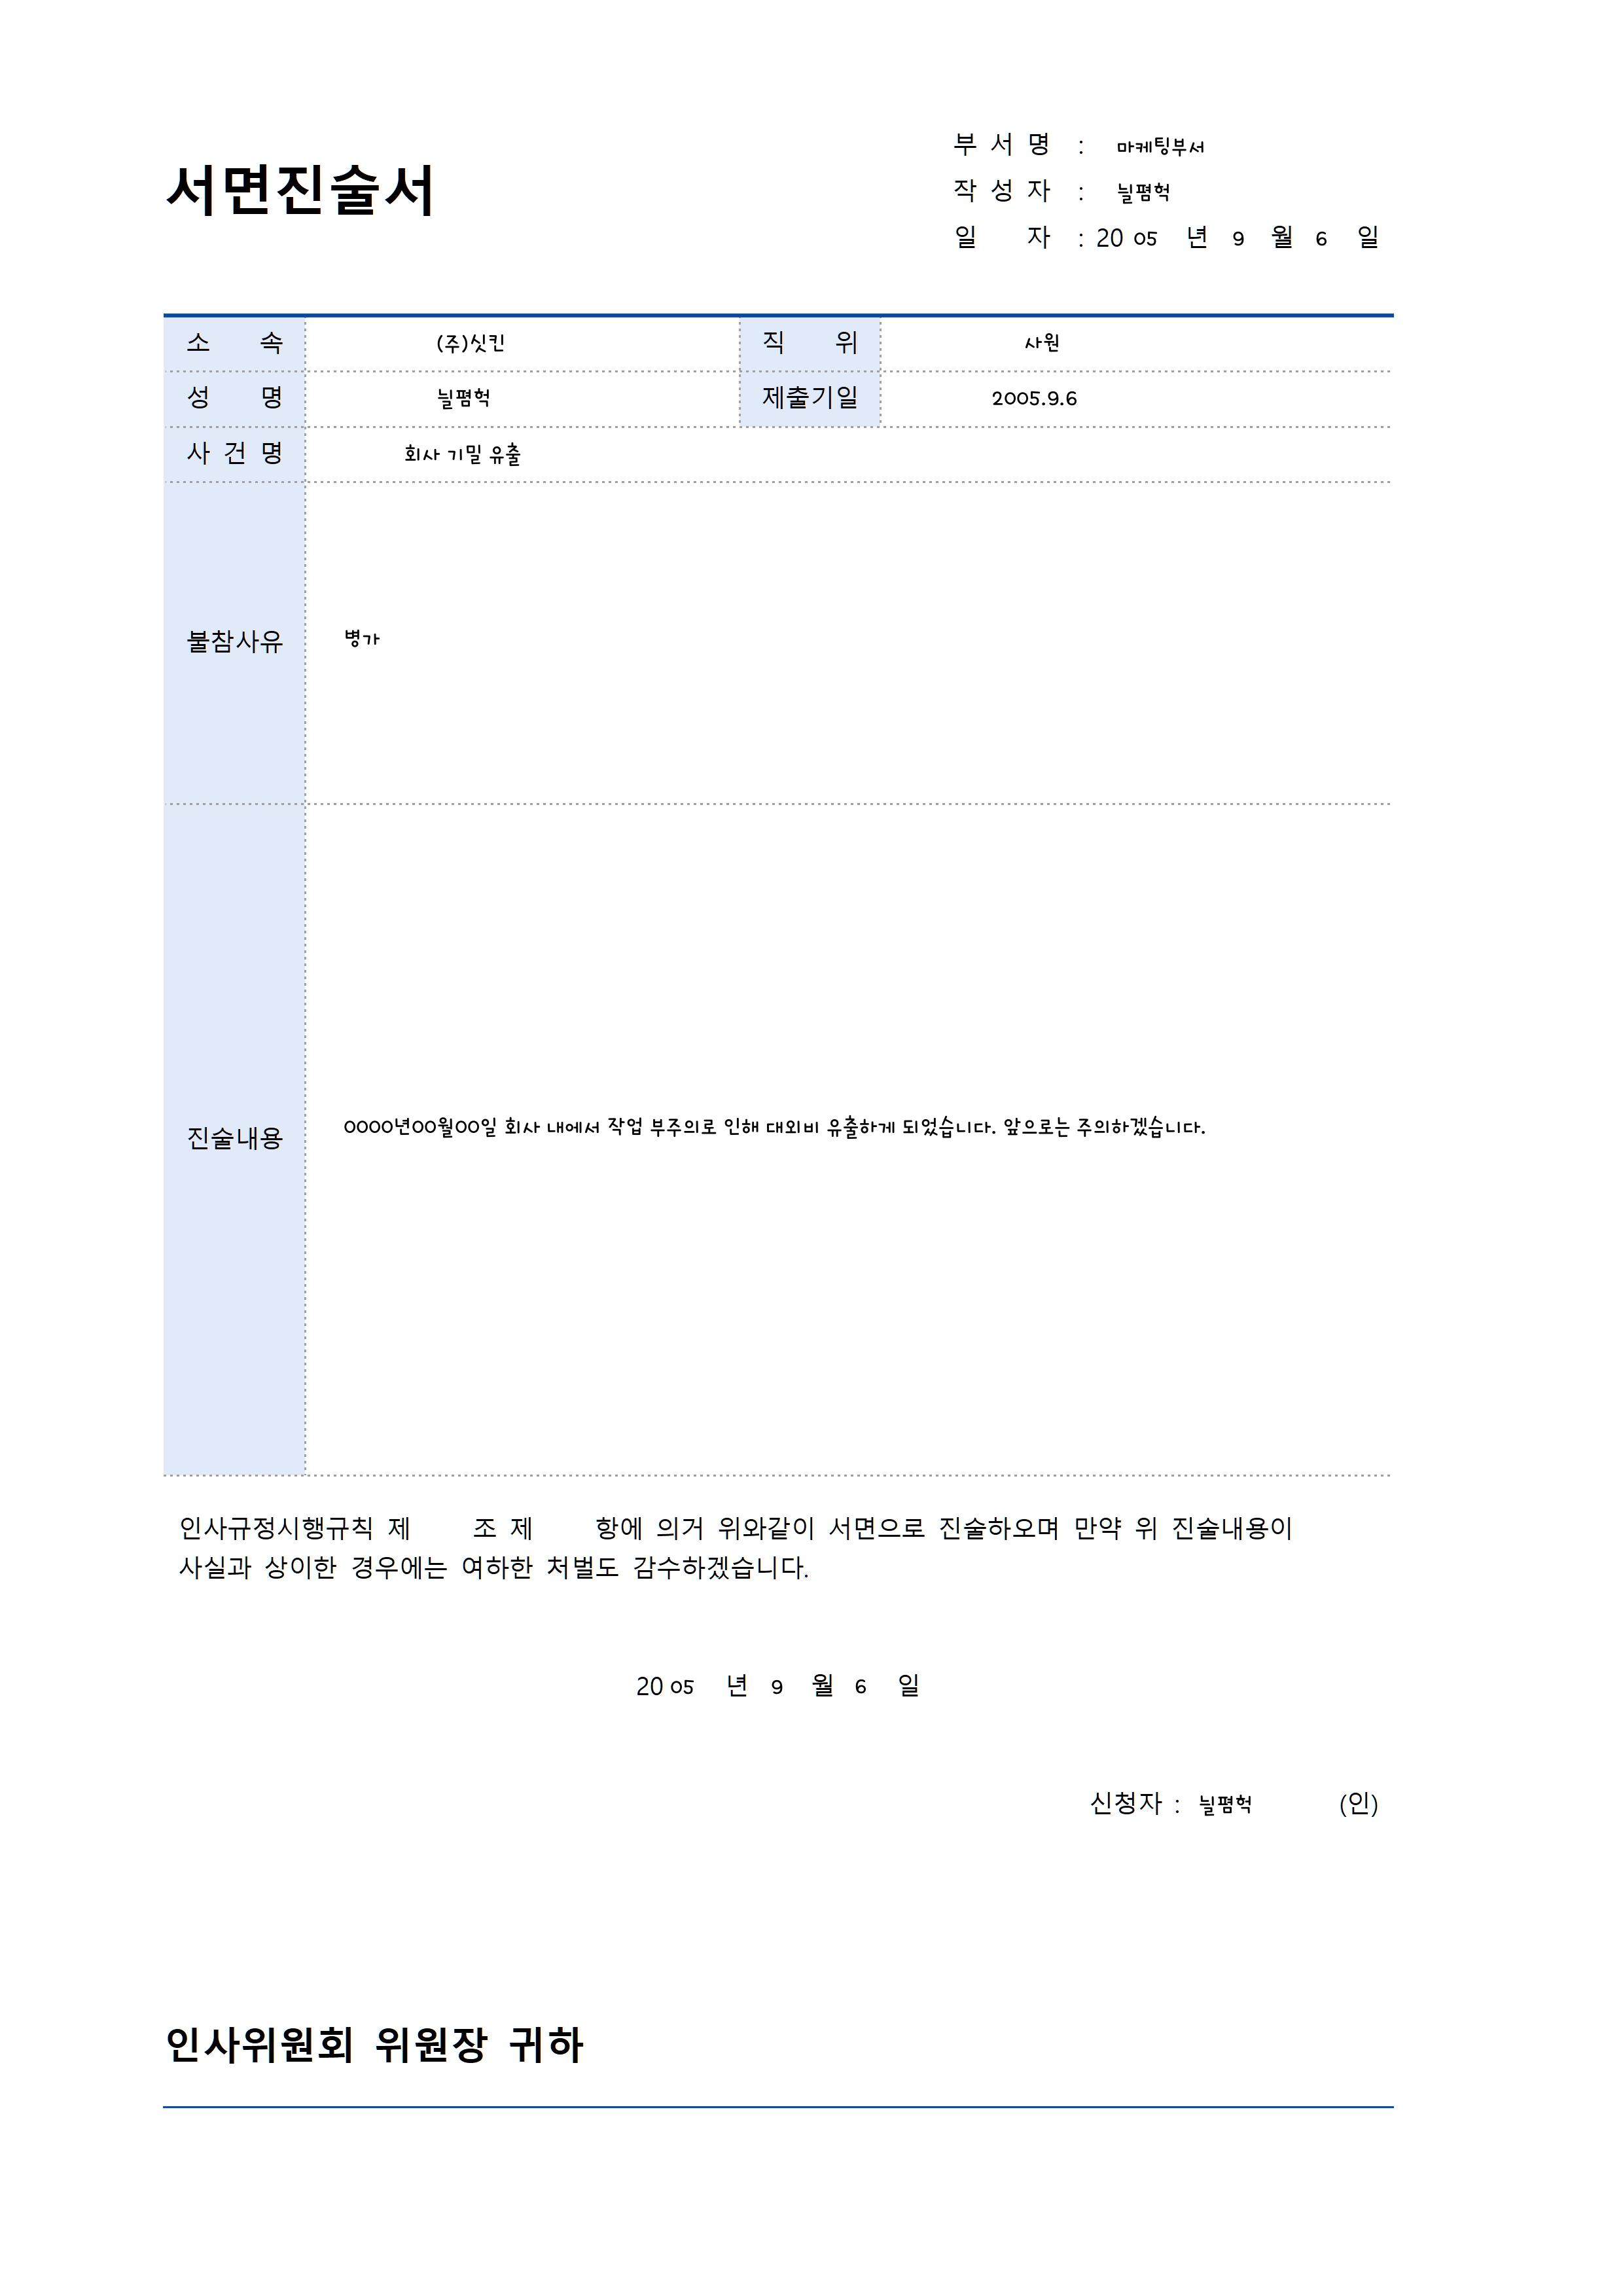 서면진술서
부 서 명 : 마케팅부서
작 성 자 : 늴폄헉
일 자 : 20 05 년 9 월 6 일
소 속 (주)싯킨 직 위 사원
성 명 늴폄헉 제출기일 2005.9.6
사 건 명 회사 기밀 유출
불참사유 병가
진술내용 0000년00월00일 회사 내에서 작업 부주의로 인해 대외비 유출하게 되었습니다. 앞으로는 주의하겠습니다.
인사규정시행규칙 제 조 제 항에 의거 위와같이 서면으로 진술하오며 만약 위 진술내용이
사실과 상이한 경우에는 여하한 처벌도 감수하겠습니다.
20 05 년 9 월 6 일
신청자 : 늴폄헉 (인)
인사위원회 위원장 귀하